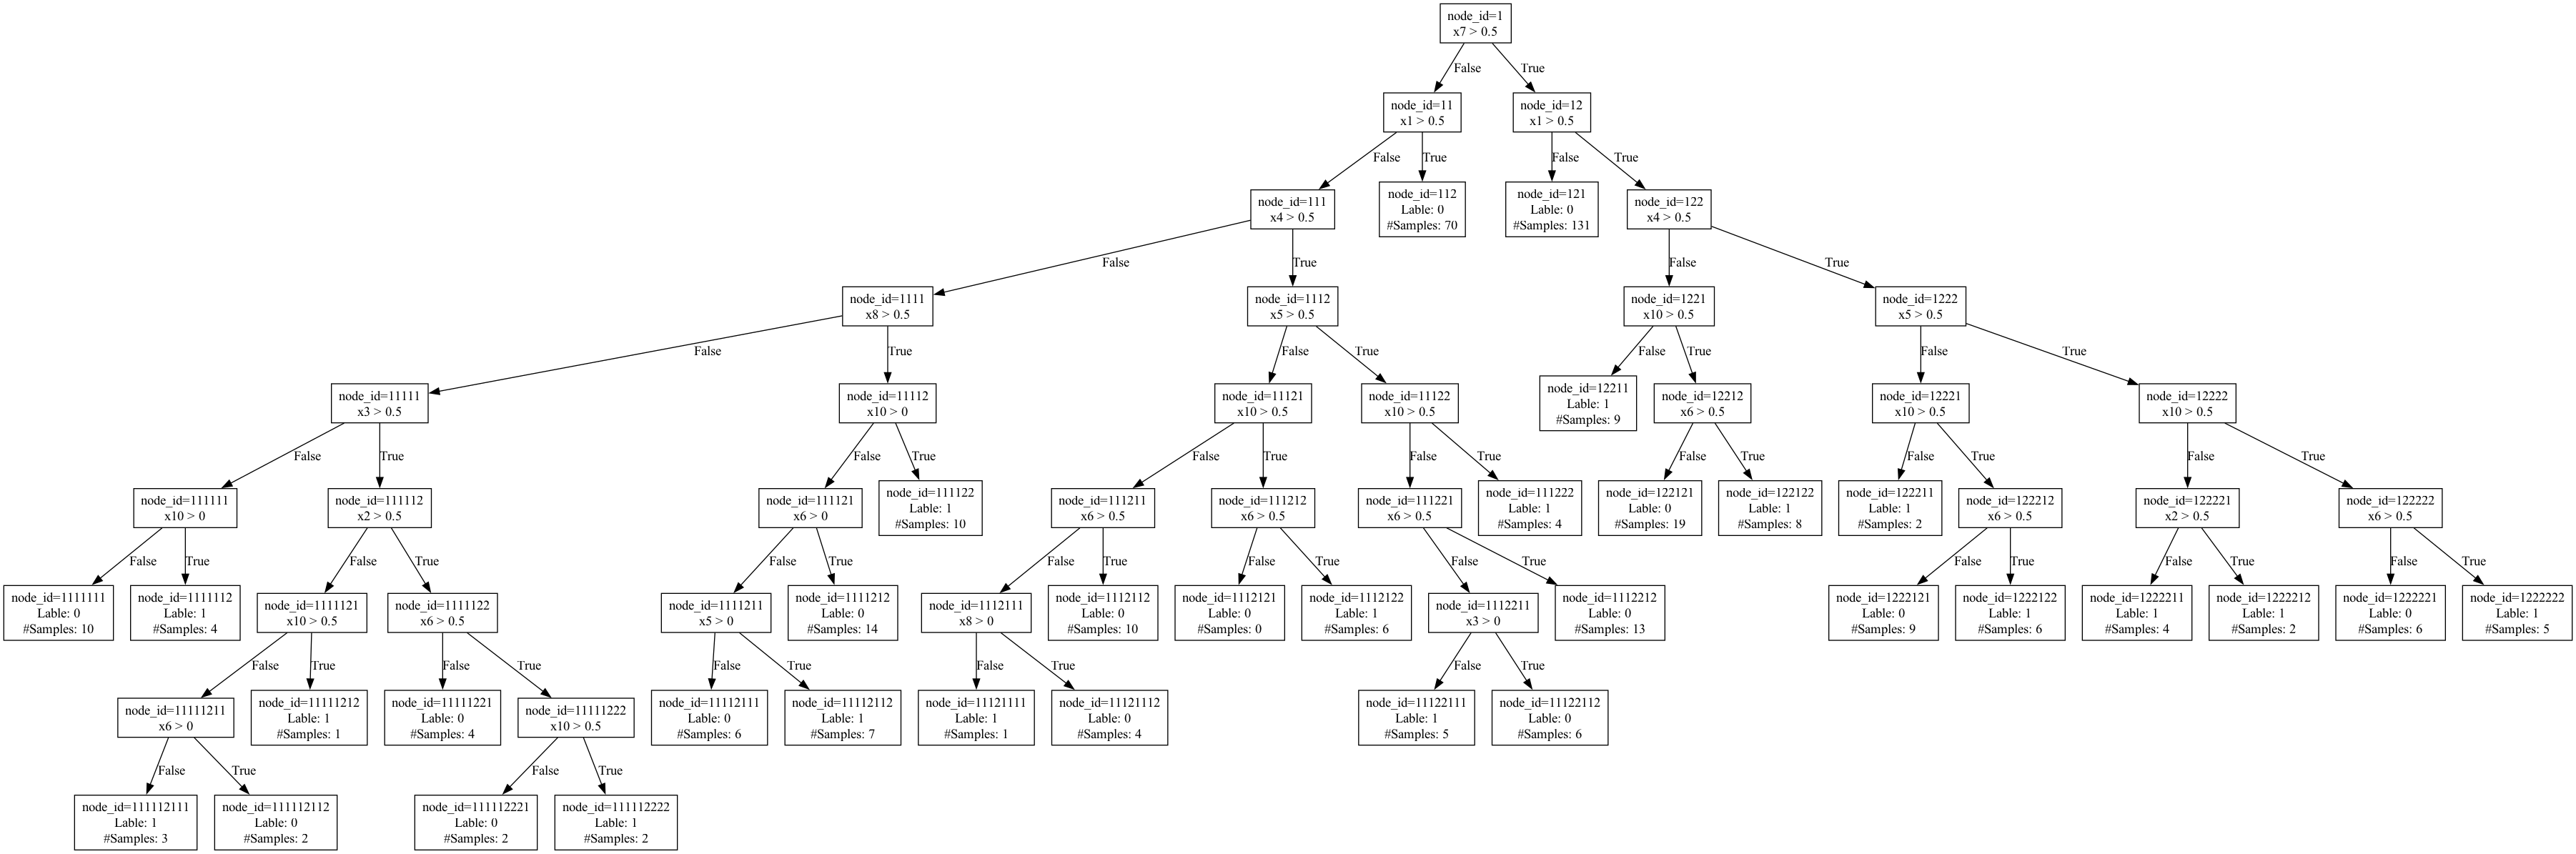 node_id=1
x7 > 0.5
False
True
node_id=11
x1 > 0.5
node_id=12
x1 > 0.5
False
True
False
True
node_id=111
x4 > 0.5
node_id=112
Lable: 0
#Samples: 70
node_id=121
Lable: 0
#Samples: 131
node_id=122
x4 > 0.5
False
True
False
True
node_id=1111
x8 > 0.5
node_id=1112
x5 > 0.5
node_id=1221
x10 > 0.5
node_id=1222
x5 > 0.5
False
True
False
True
False
True
False
True
node_id=11111
x3 > 0.5
node_id=11112
x10 > 0
node_id=11121
x10 > 0.5
node_id=11122
x10 > 0.5
node_id=12211
Lable: 1
#Samples: 9
node_id=12212
x6 > 0.5
node_id=12221
x10 > 0.5
node_id=12222
x10 > 0.5
False
True
False
True
False
True
False
True
False
True
False
True
False
True
node_id=111111
x10 > 0
node_id=111112
x2 > 0.5
node_id=111121
x6 > 0
node_id=111122
Lable: 1
#Samples: 10
node_id=111211
x6 > 0.5
node_id=111212
x6 > 0.5
node_id=111221
x6 > 0.5
node_id=111222
Lable: 1
#Samples: 4
node_id=122121
Lable: 0
#Samples: 19
node_id=122122
Lable: 1
#Samples: 8
node_id=122211
Lable: 1
#Samples: 2
node_id=122212
x6 > 0.5
node_id=122221
x2 > 0.5
node_id=122222
x6 > 0.5
False
True
False
True
False
True
False
True
False
True
False
True
False
True
False
True
False
True
node_id=1111111
Lable: 0
#Samples: 10
node_id=1111112
Lable: 1
#Samples: 4
node_id=1111121
x10 > 0.5
node_id=1111122
x6 > 0.5
node_id=1111211
x5 > 0
node_id=1111212
Lable: 0
#Samples: 14
node_id=1112111
x8 > 0
node_id=1112112
Lable: 0
#Samples: 10
node_id=1112121
Lable: 0
#Samples: 0
node_id=1112122
Lable: 1
#Samples: 6
node_id=1112211
x3 > 0
node_id=1112212
Lable: 0
#Samples: 13
node_id=1222121
Lable: 0
#Samples: 9
node_id=1222122
Lable: 1
#Samples: 6
node_id=1222211
Lable: 1
#Samples: 4
node_id=1222212
Lable: 1
#Samples: 2
node_id=1222221
Lable: 0
#Samples: 6
node_id=1222222
Lable: 1
#Samples: 5
False
True
False
True
False
True
False
True
False
True
node_id=11111211
x6 > 0
node_id=11111212
Lable: 1
#Samples: 1
node_id=11111221
Lable: 0
#Samples: 4
node_id=11111222
x10 > 0.5
node_id=11112111
Lable: 0
#Samples: 6
node_id=11112112
Lable: 1
#Samples: 7
node_id=11121111
Lable: 1
#Samples: 1
node_id=11121112
Lable: 0
#Samples: 4
node_id=11122111
Lable: 1
#Samples: 5
node_id=11122112
Lable: 0
#Samples: 6
False
True
False
True
node_id=111112111
Lable: 1
#Samples: 3
node_id=111112112
Lable: 0
#Samples: 2
node_id=111112221
Lable: 0
#Samples: 2
node_id=111112222
Lable: 1
#Samples: 2